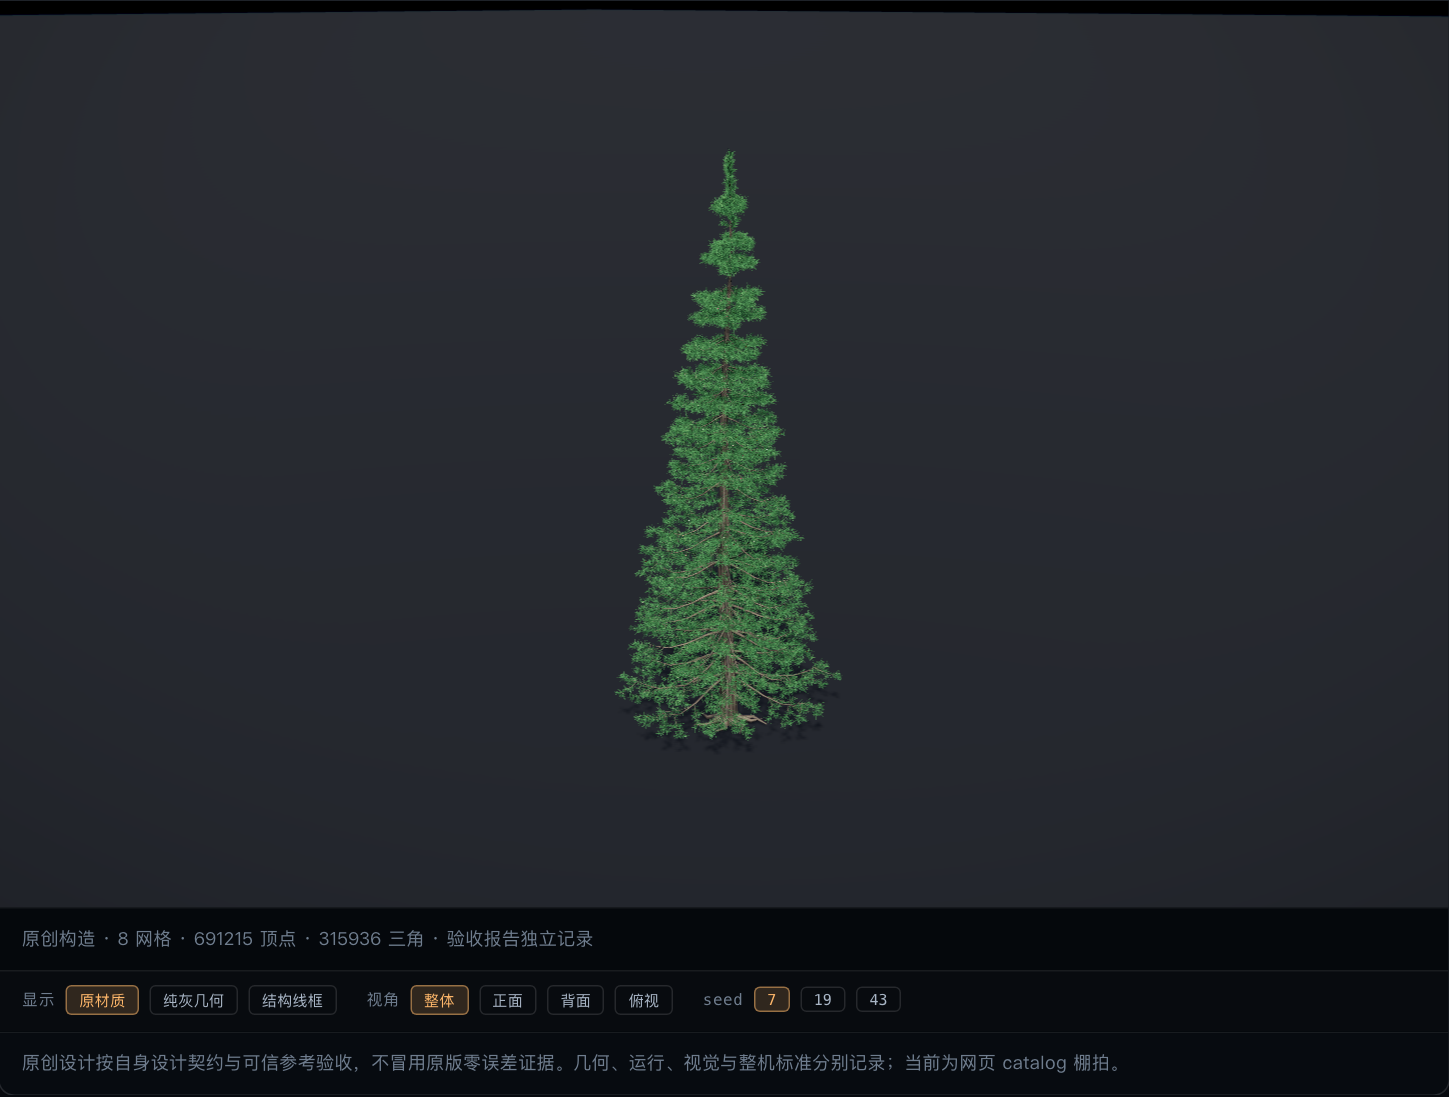 原创构造 · 8 网格 · 691215 顶点 · 315936 三角 · 验收报告独立记录
显示 原材质 纯灰几何 结构线框 视角 整体 正面 背面 俯视 seed 7 19 43
原创设计按自身设计契约与可信参考验收，不冒用原版零误差证据。几何、运行、视觉与整机标准分别记录；当前为网页 catalog 棚拍。